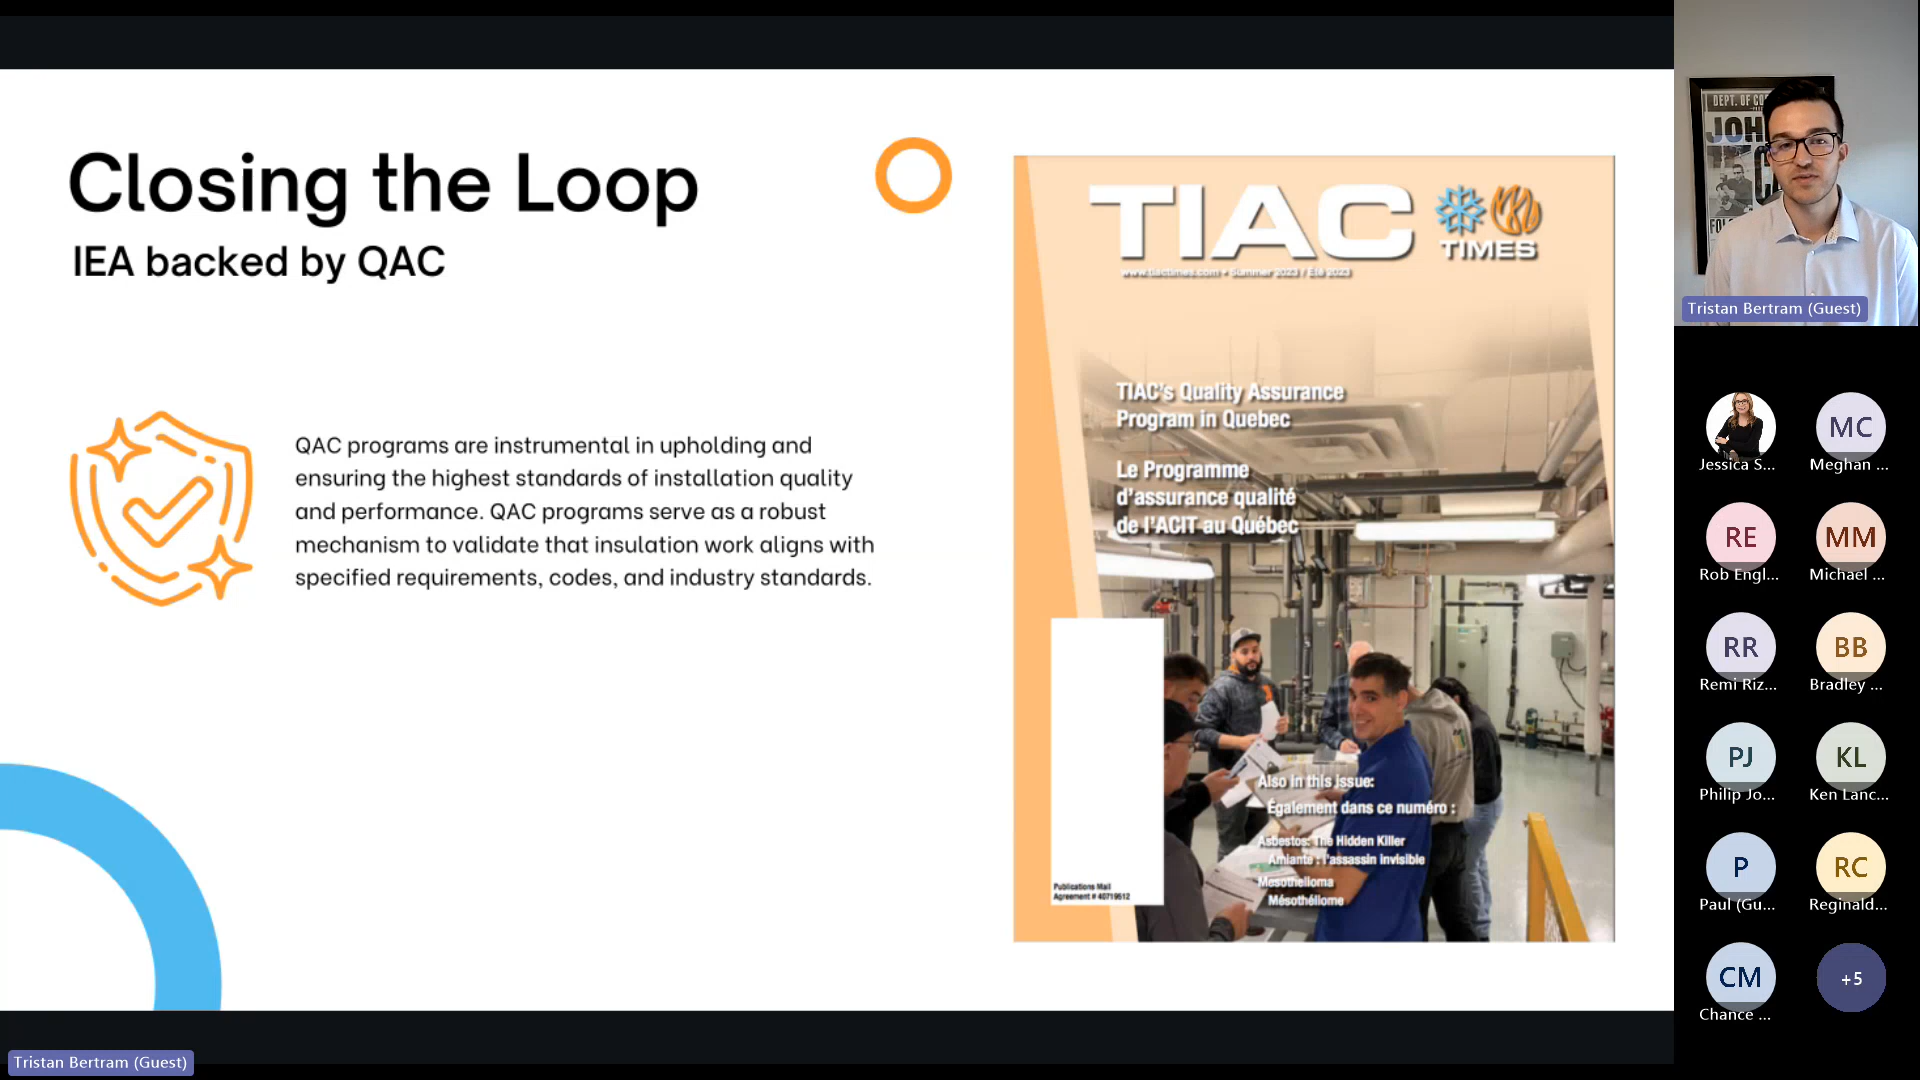 Closing the Loop
IEA backed by QAC
QAC programs are instrumental in upholding and
ensuring the highest standards of installation quality
and performance. QAC programs serve as a robust
mechanism to validate that insulation work aligns with
specified requirements, codes, and industry standards.
TIAC
TIMES
www.tiactimes.com • Summer 2023 / Été 2023
TIAC's Quality Assurance
Program in Quebec
Le Programme
d'assurance qualité
de l'ACIT au Québec
Also in this issue:
Également dans ce numéro :
Asbestos: The Hidden Killer
Amiante : l'assassin invisible
Mesothelioma
Mésothéliome
Publications Mail
Agreement # 40719512
DEPT. OF CO
JOH
FOL
Tristan Bertram (Guest)
Jessica S...
MC
Meghan ...
RE
Rob Engl...
MM
Michael ...
RR
Remi Riz...
BB
Bradley ...
PJ
Philip Jo...
KL
Ken Lanc...
P
Paul (Gu...
RC
Reginald...
CM
Chance ...
+5
Tristan Bertram (Guest)